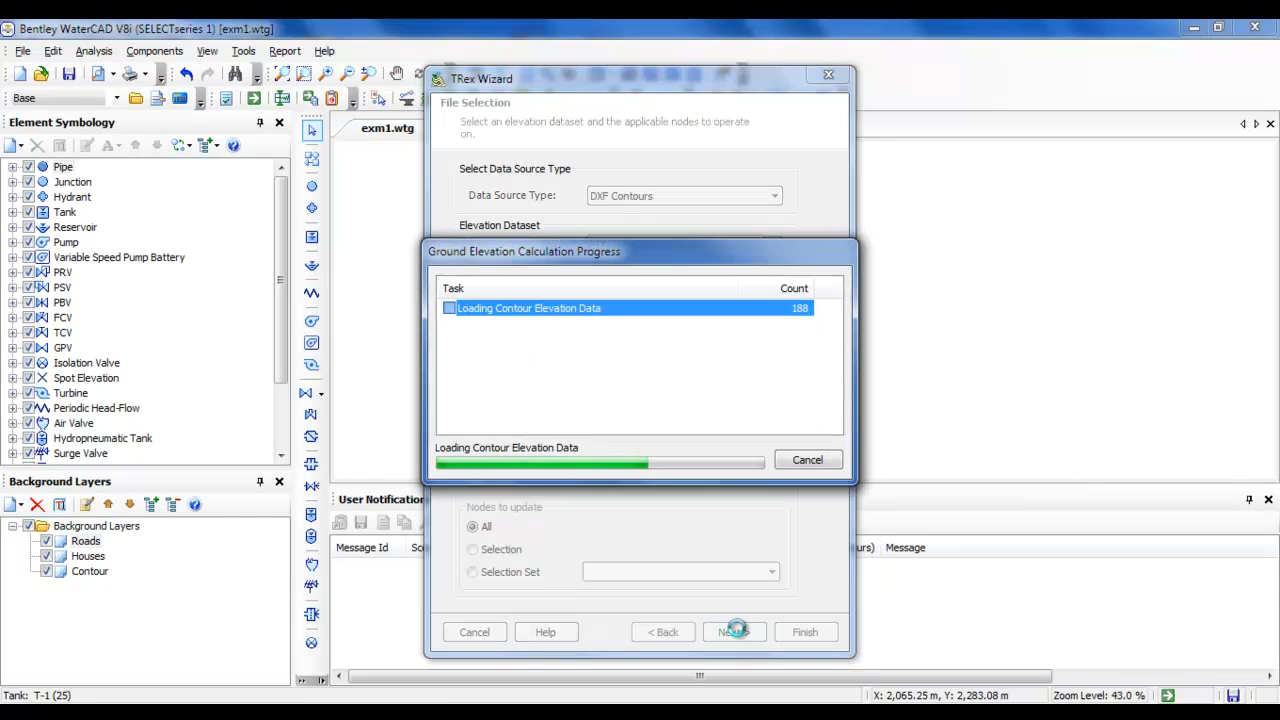 Bentley WaterCAD V8i (SELECTseries 1) [exm1.wtg]
File Edit Analysis Components View Tools Report Help
Base
Element Symbology
Pipe
Junction
Hydrant
Tank
Reservoir
Pump
Variable Speed Pump Battery
PRV
PSV
PBV
FCV
TCV
GPV
Isolation Valve
Spot Elevation
Turbine
Periodic Head-Flow
Air Valve
Hydropneumatic Tank
Surge Valve
Background Layers
Background Layers
Roads
Houses
Contour
exm1.wtg
TRex Wizard
File Selection
Select an elevation dataset and the applicable nodes to operate
on.
Select Data Source Type
Data Source Type: DXF Contours
Elevation Dataset
Ground Elevation Calculation Progress
Task Count
Loading Contour Elevation Data 188
Loading Contour Elevation Data
Cancel
Nodes to update
All
Selection
Selection Set
Cancel Help < Back Finish
User Notification
Message Id Message
Tank: T-1 (25) X: 2,065.25 m, Y: 2,283.08 m Zoom Level: 43.0 %